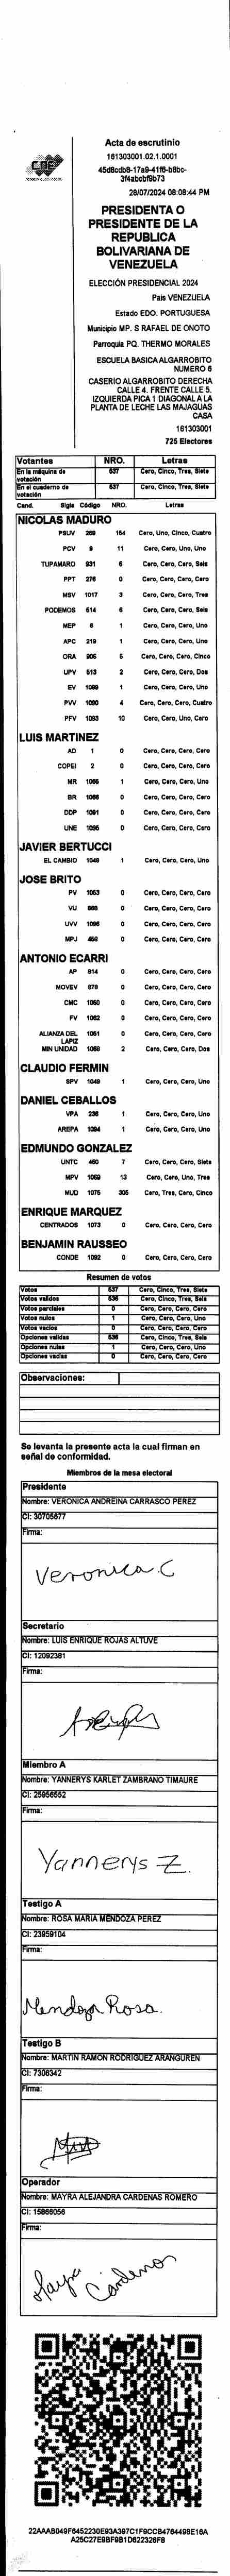 CNE
Acta de escrutinio
161303001.02.1.0001
45d8cdb8-17a9-41f6-b8bc-
3f4abcbf9b73
28/07/2024 08:08:44 PM
PRESIDENTA O
PRESIDENTE DE LA
REPUBLICA
BOLIVARIANA DE
VENEZUELA
ELECCIÓN PRESIDENCIAL 2024
Pais VENEZUELA
Estado EDO. PORTUGUESA
Municipio MP. S RAFAEL DE ONOTO
Parroquia PQ. THERMO MORALES
ESCUELA BASICA ALGARROBITO
NUMERO 6
CASERIO ALGARROBITO DERECHA
CALLE 4. FRENTE CALLE 5.
IZQUIERDA PICA 1 DIAGONAL A LA
PLANTA DE LECHE LAS MAJAGUAS
CASA
161303001
725 Electores
Votantes NRO. Letras
En la máquina de votación 537 Cero, Cinco, Tres, Siete
En el cuaderno de votación 537 Cero, Cinco, Tres, Siete
Cand. Sigla Código NRO. Letras
NICOLAS MADURO
PSUV 269 164 Cero, Uno, Cinco, Cuatro
PCV 9 11 Cero, Cero, Uno, Uno
TUPAMARO 931 6 Cero, Cero, Cero, Seis
PPT 276 0 Cero, Cero, Cero, Cero
MSV 1017 3 Cero, Cero, Cero, Tres
PODEMOS 514 6 Cero, Cero, Cero, Seis
MEP 6 1 Cero, Cero, Cero, Uno
APC 219 1 Cero, Cero, Cero, Uno
ORA 906 5 Cero, Cero, Cero, Cinco
UPV 513 2 Cero, Cero, Cero, Dos
EV 1089 1 Cero, Cero, Cero, Uno
PVV 1090 4 Cero, Cero, Cero, Cuatro
PFV 1093 10 Cero, Cero, Uno, Cero
LUIS MARTINEZ
AD 1 0 Cero, Cero, Cero, Cero
COPEI 2 0 Cero, Cero, Cero, Cero
MR 1066 1 Cero, Cero, Cero, Uno
BR 1088 0 Cero, Cero, Cero, Cero
DDP 1091 0 Cero, Cero, Cero, Cero
UNE 1095 0 Cero, Cero, Cero, Cero
JAVIER BERTUCCI
EL CAMBIO 1048 1 Cero, Cero, Cero, Uno
JOSE BRITO
PV 1053 0 Cero, Cero, Cero, Cero
VU 868 0 Cero, Cero, Cero, Cero
UVV 1096 0 Cero, Cero, Cero, Cero
MPJ 458 0 Cero, Cero, Cero, Cero
ANTONIO ECARRI
AP 914 0 Cero, Cero, Cero, Cero
MOVEV 878 0 Cero, Cero, Cero, Cero
CMC 1050 0 Cero, Cero, Cero, Cero
FV 1062 0 Cero, Cero, Cero, Cero
ALIANZA DEL LAPIZ 1051 0 Cero, Cero, Cero, Cero
MIN UNIDAD 1068 2 Cero, Cero, Cero, Dos
CLAUDIO FERMIN
SPV 1049 1 Cero, Cero, Cero, Uno
DANIEL CEBALLOS
VPA 236 1 Cero, Cero, Cero, Uno
AREPA 1094 1 Cero, Cero, Cero, Uno
EDMUNDO GONZALEZ
UNTC 460 7 Cero, Cero, Cero, Siete
MPV 1069 13 Cero, Cero, Uno, Tres
MUD 1075 305 Cero, Tres, Cero, Cinco
ENRIQUE MARQUEZ
CENTRADOS 1073 0 Cero, Cero, Cero, Cero
BENJAMIN RAUSSEO
CONDE 1092 0 Cero, Cero, Cero, Cero
Resumen de votos
Votos 537 Cero, Cinco, Tres, Siete
Votos validos 536 Cero, Cinco, Tres, Seis
Votos parciales 0 Cero, Cero, Cero, Cero
Votos nulos 1 Cero, Cero, Cero, Uno
Votos vacíos 0 Cero, Cero, Cero, Cero
Opciones validas 536 Cero, Cinco, Tres, Seis
Opciones nulas 1 Cero, Cero, Cero, Uno
Opciones vacias 0 Cero, Cero, Cero, Cero
Observaciones:
Se levanta la presente acta la cual firman en
señal de conformidad.
Miembros de la mesa electoral
Presidente
Nombre: VERONICA ANDREINA CARRASCO PEREZ
CI: 30705677
Firma:
Veronica C
Secretario
Nombre: LUIS ENRIQUE ROJAS ALTUVE
CI: 12092381
Firma:
Miembro A
Nombre: YANNERYS KARLET ZAMBRANO TIMAURE
CI: 25956552
Firma:
Yannerys Z.
Testigo A
Nombre: ROSA MARIA MENDOZA PEREZ
CI: 23959104
Firma:
Mendoza Rosa.
Testigo B
Nombre: MARTIN RAMON RODRIGUEZ ARANGUREN
CI: 7306342
Firma:
Operador
Nombre: MAYRA ALEJANDRA CARDENAS ROMERO
CI: 15866056
Firma:
Mayra Cardenas
22AAAB049F6452230E93A397C1F9CCB4764498E16A
A25C27E9BF9B1D622326F8